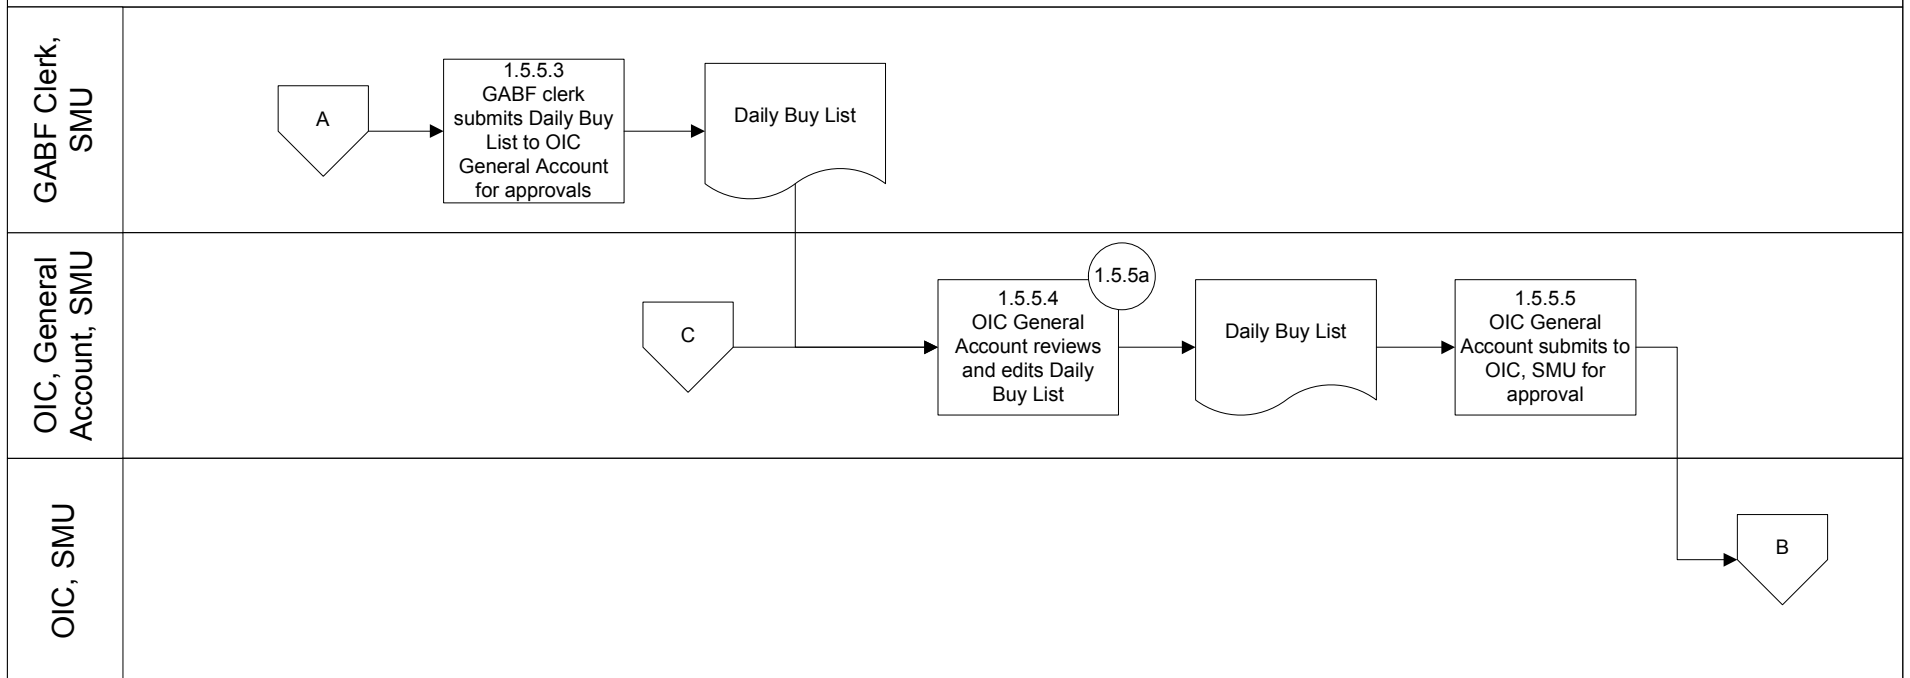 GABF Clerk,
SMU
A
1.5.5.3
GABF clerk
submits Daily Buy
List to OIC
General Account
for approvals
Daily Buy List
OIC, General
Account, SMU
C
1.5.5a
1.5.5.4
OIC General
Account reviews
and edits Daily
Buy List
Daily Buy List
1.5.5.5
OIC General
Account submits to
OIC, SMU for
approval
OIC, SMU
B